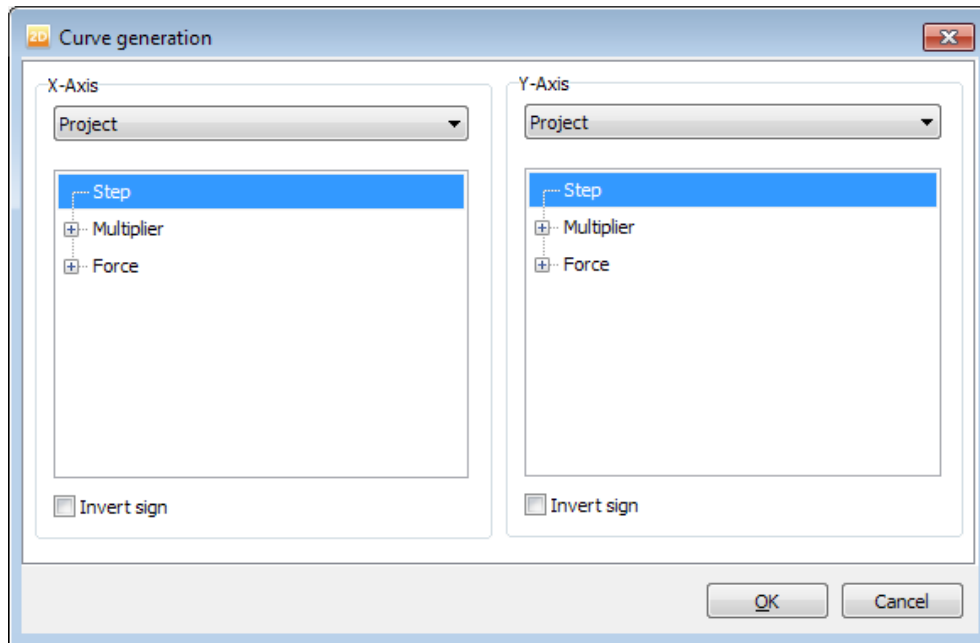 2D Curve generation
X-Axis
Project
Step
Multiplier
Force
Invert sign
Y-Axis
Project
Step
Multiplier
Force
Invert sign
OK
Cancel